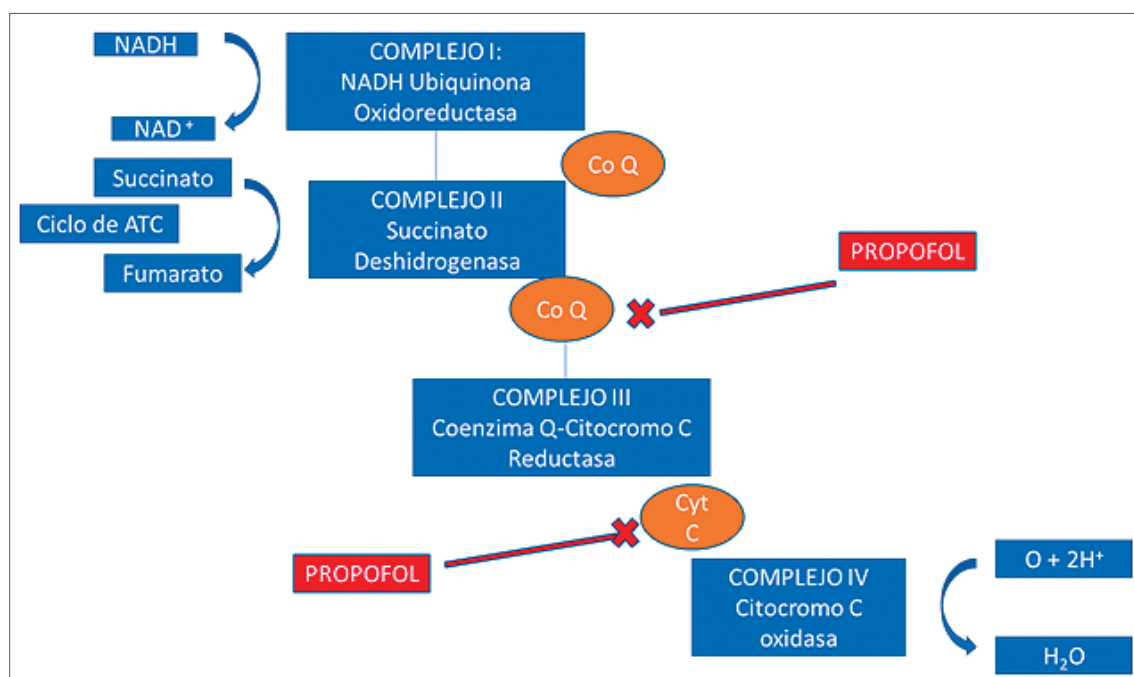 NADH
NAD⁺
COMPLEJO I:
NADH Ubiquinona
Oxidoreductasa
Co Q
Succinato
Ciclo de ATC
Fumarato
COMPLEJO II
Succinato
Deshidrogenasa
PROPOFOL
Co Q
COMPLEJO III
Coenzima Q-Citocromo C
Reductasa
Cyt
C
PROPOFOL
COMPLEJO IV
Citocromo C
oxidasa
O + 2H⁺
H₂O